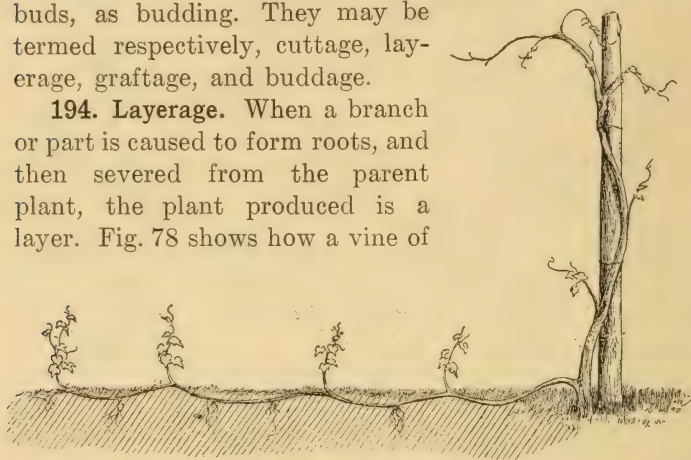 buds, as budding. They may be
termed respectively, cuttage, lay-
erage, graftage, and buddage.
194. Layerage. When a branch
or part is caused to form roots, and
then severed from the parent
plant, the plant produced is a
layer. Fig. 78 shows how a vine of